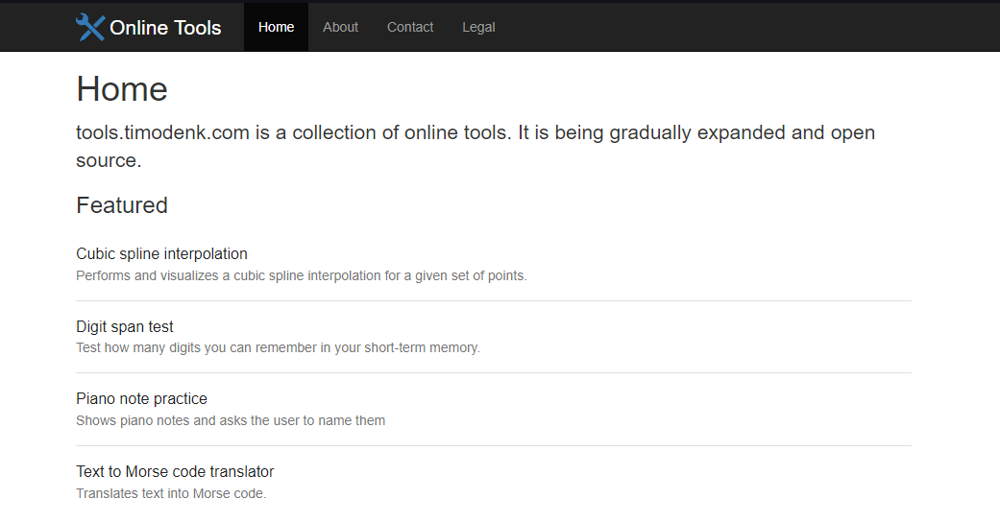 Online Tools Home About Contact Legal
Home
tools.timodenk.com is a collection of online tools. It is being gradually expanded and open
source.
Featured
Cubic spline interpolation
Performs and visualizes a cubic spline interpolation for a given set of points.
Digit span test
Test how many digits you can remember in your short-term memory.
Piano note practice
Shows piano notes and asks the user to name them
Text to Morse code translator
Translates text into Morse code.